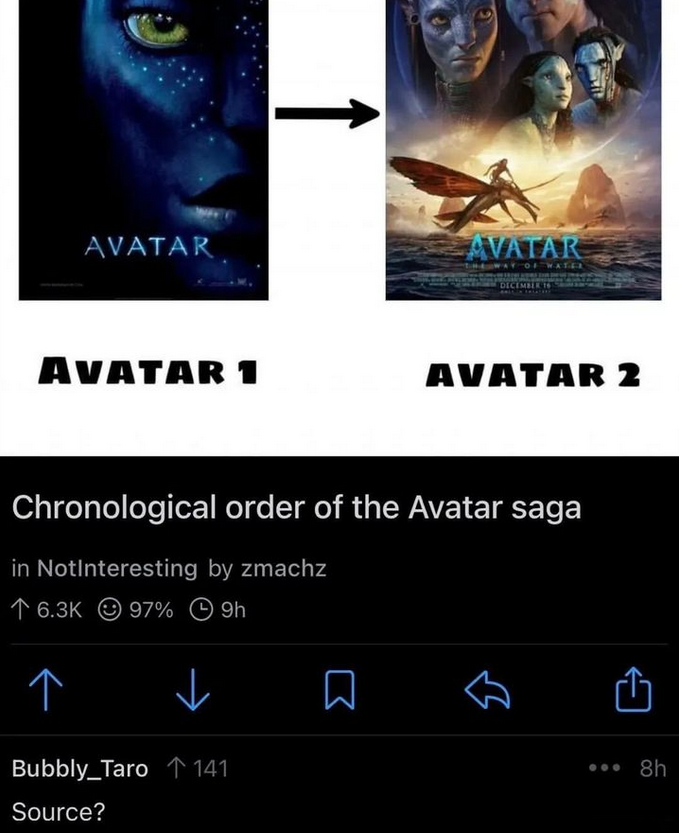 AVATAR
AVATAR
THE WAY OF WATER
DECEMBER 16
AVATAR 1
AVATAR 2
Chronological order of the Avatar saga
in NotInteresting by zmachz
6.3K 97% 9h
Bubbly_Taro 141 8h
Source?